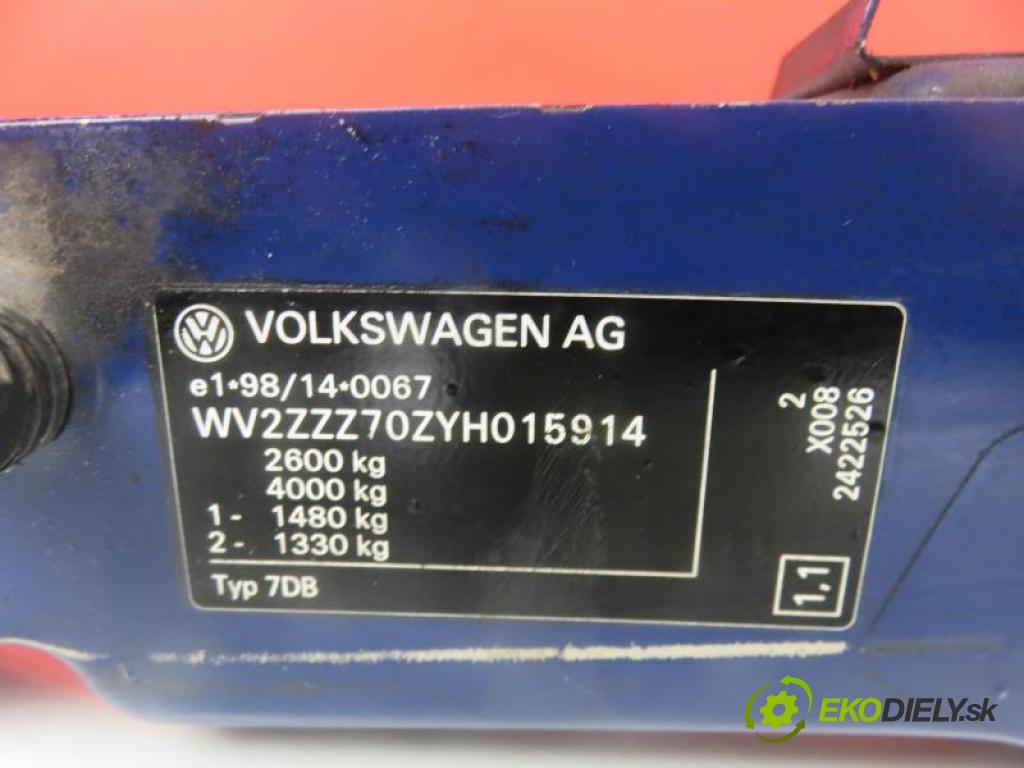 VOLKSWAGEN AG
e1*98/14*0067
WV2ZZZ70ZYH015914
2600 kg
4000 kg
1- 1480 kg
2- 1330 kg
Typ 7DB
2
X008
2422526
1,1
EKODIELY.sk